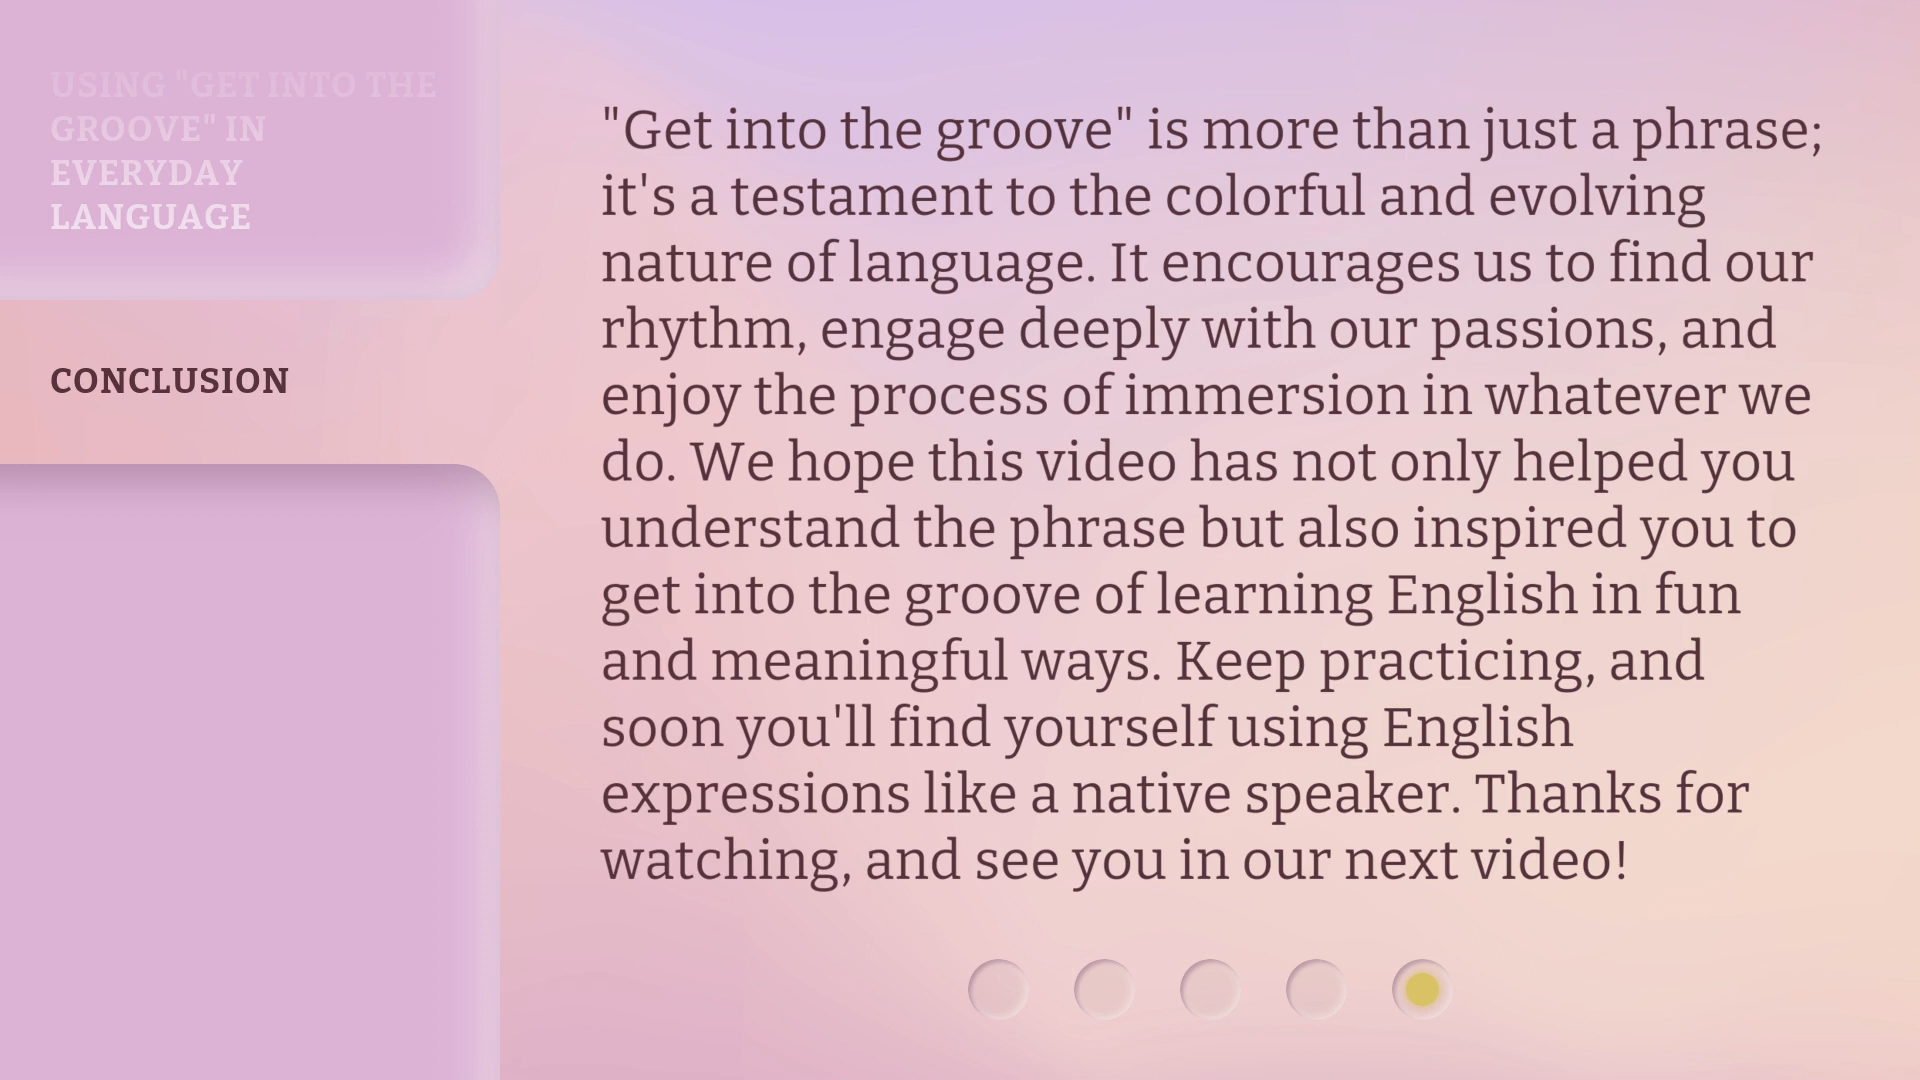 USING "GET INTO THE
GROOVE" IN
EVERYDAY
LANGUAGE
CONCLUSION
"Get into the groove" is more than just a phrase;
it's a testament to the colorful and evolving
nature of language. It encourages us to find our
rhythm, engage deeply with our passions, and
enjoy the process of immersion in whatever we
do. We hope this video has not only helped you
understand the phrase but also inspired you to
get into the groove of learning English in fun
and meaningful ways. Keep practicing, and
soon you'll find yourself using English
expressions like a native speaker. Thanks for
watching, and see you in our next video!